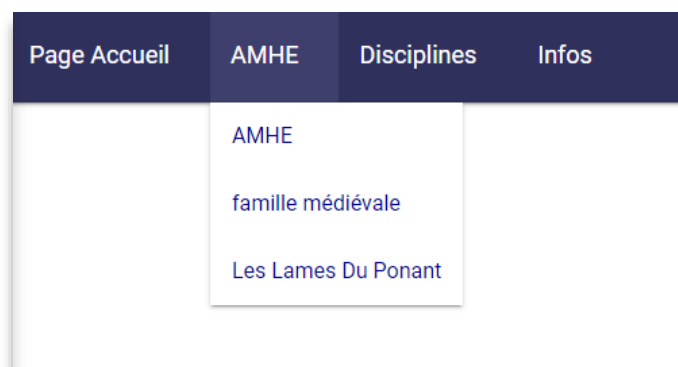 Page Accueil AMHE Disciplines Infos
AMHE
famille médiévale
Les Lames Du Ponant